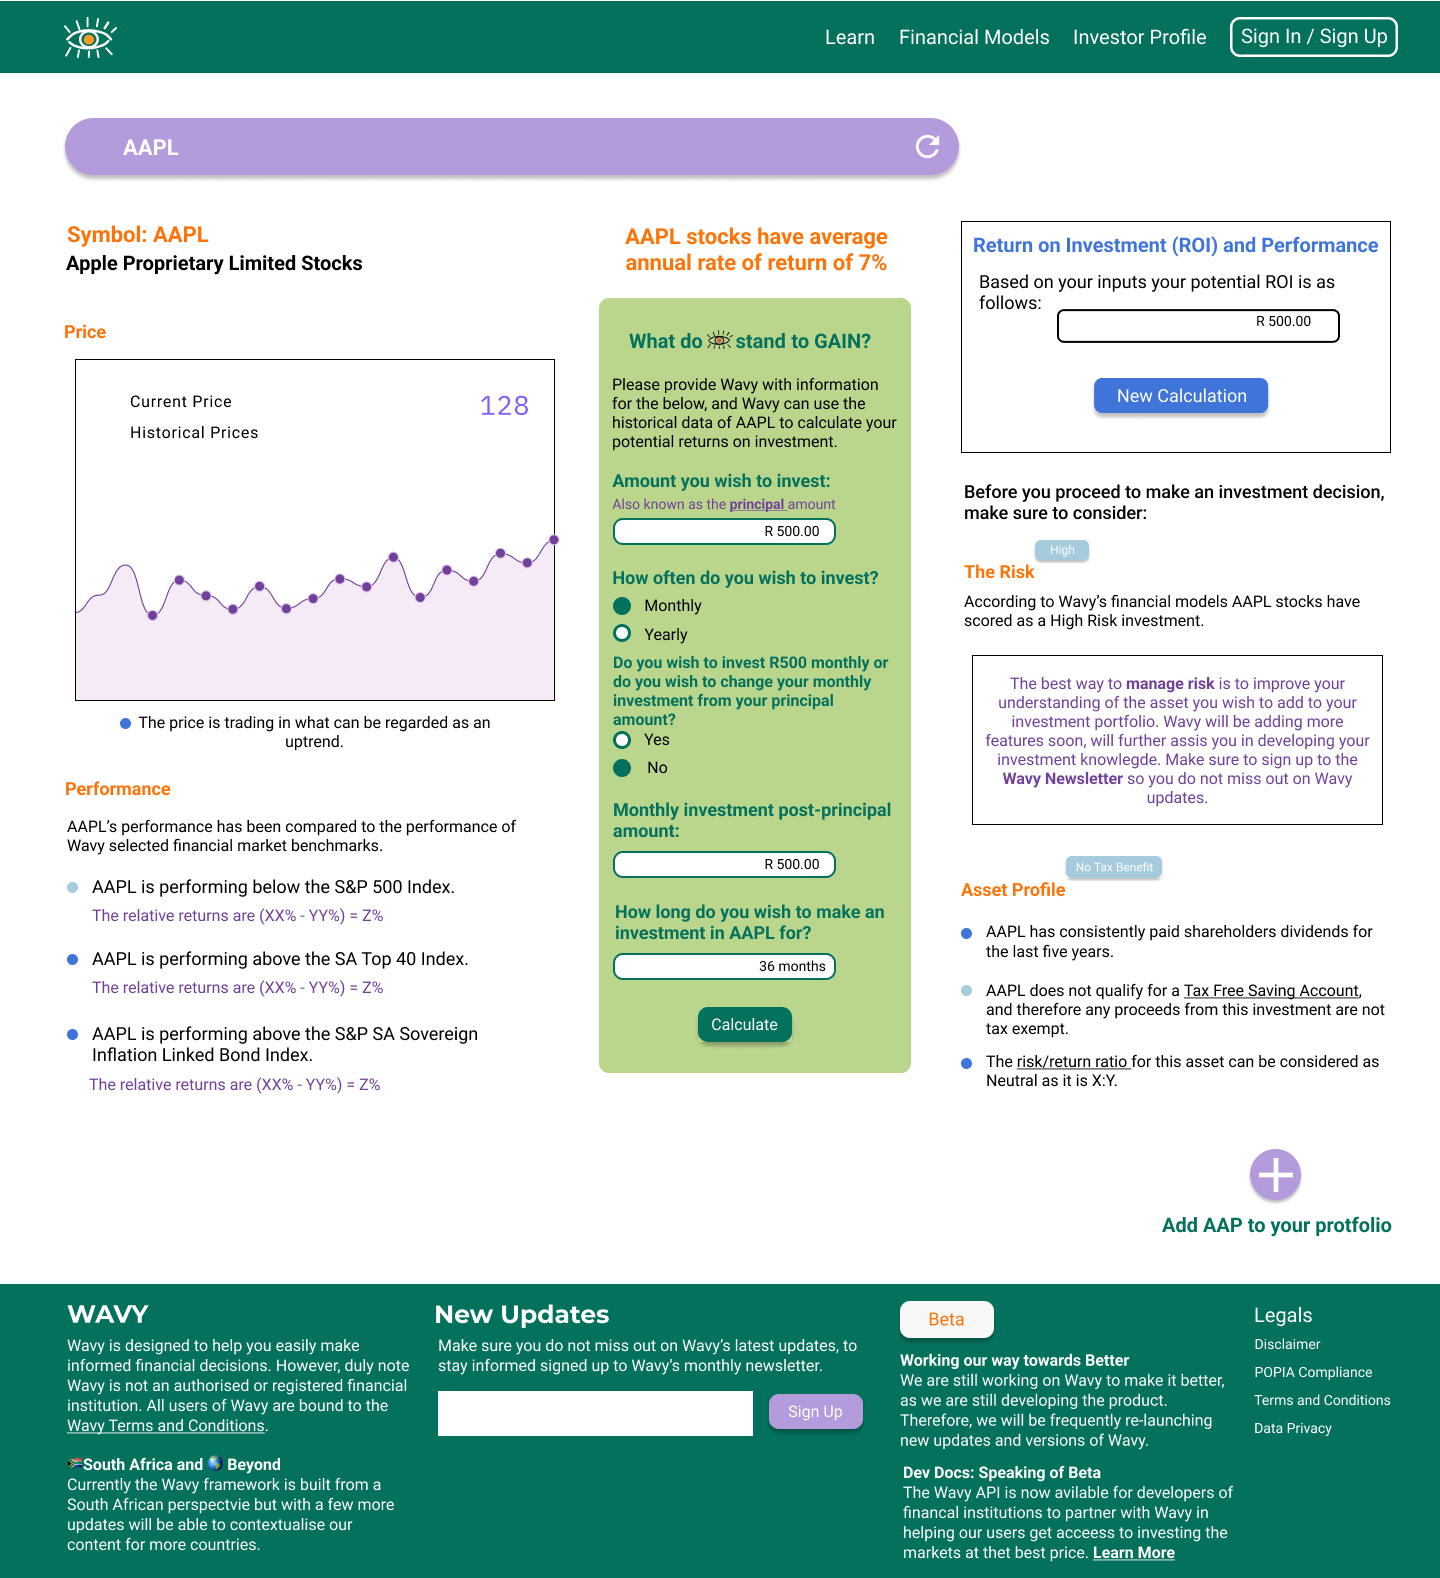 Learn
Financial Models
Investor Profile
Sign In / Sign Up
AAPL
Symbol: AAPL
Apple Proprietary Limited Stocks
Price
Current Price
128
Historical Prices
The price is trading in what can be regarded as an
uptrend.
Performance
AAPL's performance has been compared to the performance of
Wavy selected financial market benchmarks.
AAPL is performing below the S&P 500 Index.
The relative returns are (XX% - YY%) = Z%
AAPL is performing above the SA Top 40 Index.
The relative returns are (XX% - YY%) = Z%
AAPL is performing above the S&P SA Sovereign
Inflation Linked Bond Index.
The relative returns are (XX% - YY%) = Z%
AAPL stocks have average
annual rate of return of 7%
What do stand to GAIN?
Please provide Wavy with information
for the below, and Wavy can use the
historical data of AAPL to calculate your
potential returns on investment.
Amount you wish to invest:
Also known as the principal amount
R 500.00
How often do you wish to invest?
Monthly
Yearly
Do you wish to invest R500 monthly or
do you wish to change your monthly
investment from your principal
amount?
Yes
No
Monthly investment post-principal
amount:
R 500.00
How long do you wish to make an
investment in AAPL for?
36 months
Calculate
Return on Investment (ROI) and Performance
Based on your inputs your potential ROI is as
follows:
R 500.00
New Calculation
Before you proceed to make an investment decision,
make sure to consider:
High
The Risk
According to Wavy's financial models AAPL stocks have
scored as a High Risk investment.
The best way to manage risk is to improve your
understanding of the asset you wish to add to your
investment portfolio. Wavy will be adding more
features soon, will further assis you in developing your
investment knowlegde. Make sure to sign up to the
Wavy Newsletter so you do not miss out on Wavy
updates.
No Tax Benefit
Asset Profile
AAPL has consistently paid shareholders dividends for
the last five years.
AAPL does not qualify for a Tax Free Saving Account,
and therefore any proceeds from this investment are not
tax exempt.
The risk/return ratio for this asset can be considered as
Neutral as it is X:Y.
Add AAP to your protfolio
WAVY
Wavy is designed to help you easily make
informed financial decisions. However, duly note
Wavy is not an authorised or registered financial
institution. All users of Wavy are bound to the
Wavy Terms and Conditions.
South Africa and Beyond
Currently the Wavy framework is built from a
South African perspectvie but with a few more
updates will be able to contextualise our
content for more countries.
New Updates
Make sure you do not miss out on Wavy's latest updates, to
stay informed signed up to Wavy's monthly newsletter.
Sign Up
Beta
Working our way towards Better
We are still working on Wavy to make it better,
as we are still developing the product.
Therefore, we will be frequently re-launching
new updates and versions of Wavy.
Dev Docs: Speaking of Beta
The Wavy API is now avilable for developers of
financal institutions to partner with Wavy in
helping our users get acceess to investing the
markets at thet best price. Learn More
Legals
Disclaimer
POPIA Compliance
Terms and Conditions
Data Privacy